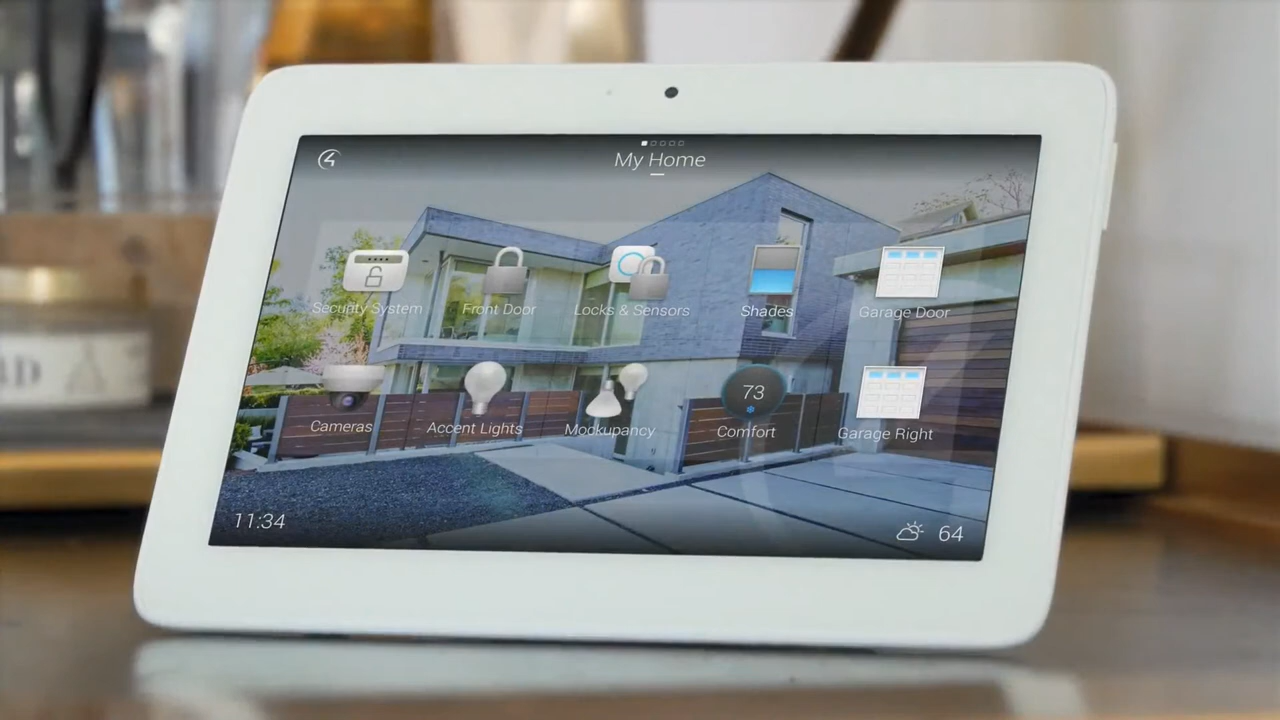 4
My Home
Security System
Front Door
Locks & Sensors
Shades
Garage Door
73
Cameras
Accent Lights
Mockupancy
Comfort
Garage Right
11:34
64